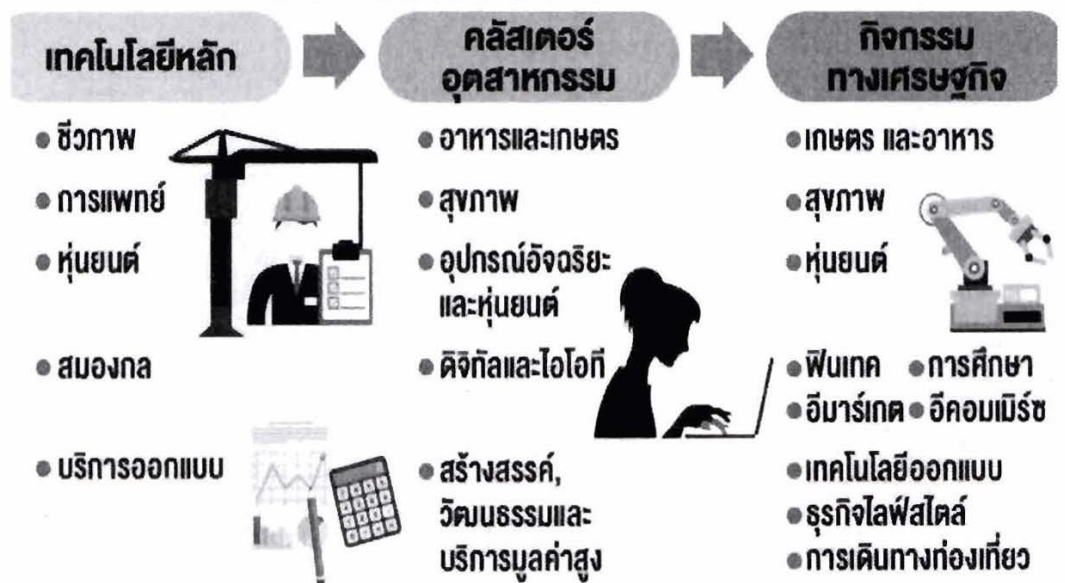 เทคโนโลยีหลัก
คลัสเตอร์
อุตสาหกรรม
กิจกรรม
ทางเศรษฐกิจ
ชีวภาพ
การแพทย์
หุ่นยนต์
สมองกล
บริการออกแบบ
อาหารและเกษตร
สุขภาพ
อุปกรณ์อัจฉริยะ
และหุ่นยนต์
ดิจิทัลและไอโอที
สร้างสรรค์,
วัฒนธรรมและ
บริการมูลค่าสูง
เกษตร และอาหาร
สุขภาพ
หุ่นยนต์
ฟินเทค การศึกษา
อีมาร์เกต อีคอมเมิร์ซ
เทคโนโลยีออกแบบ
ธุรกิจไลฟ์สไตล์
การเดินทางท่องเที่ยว